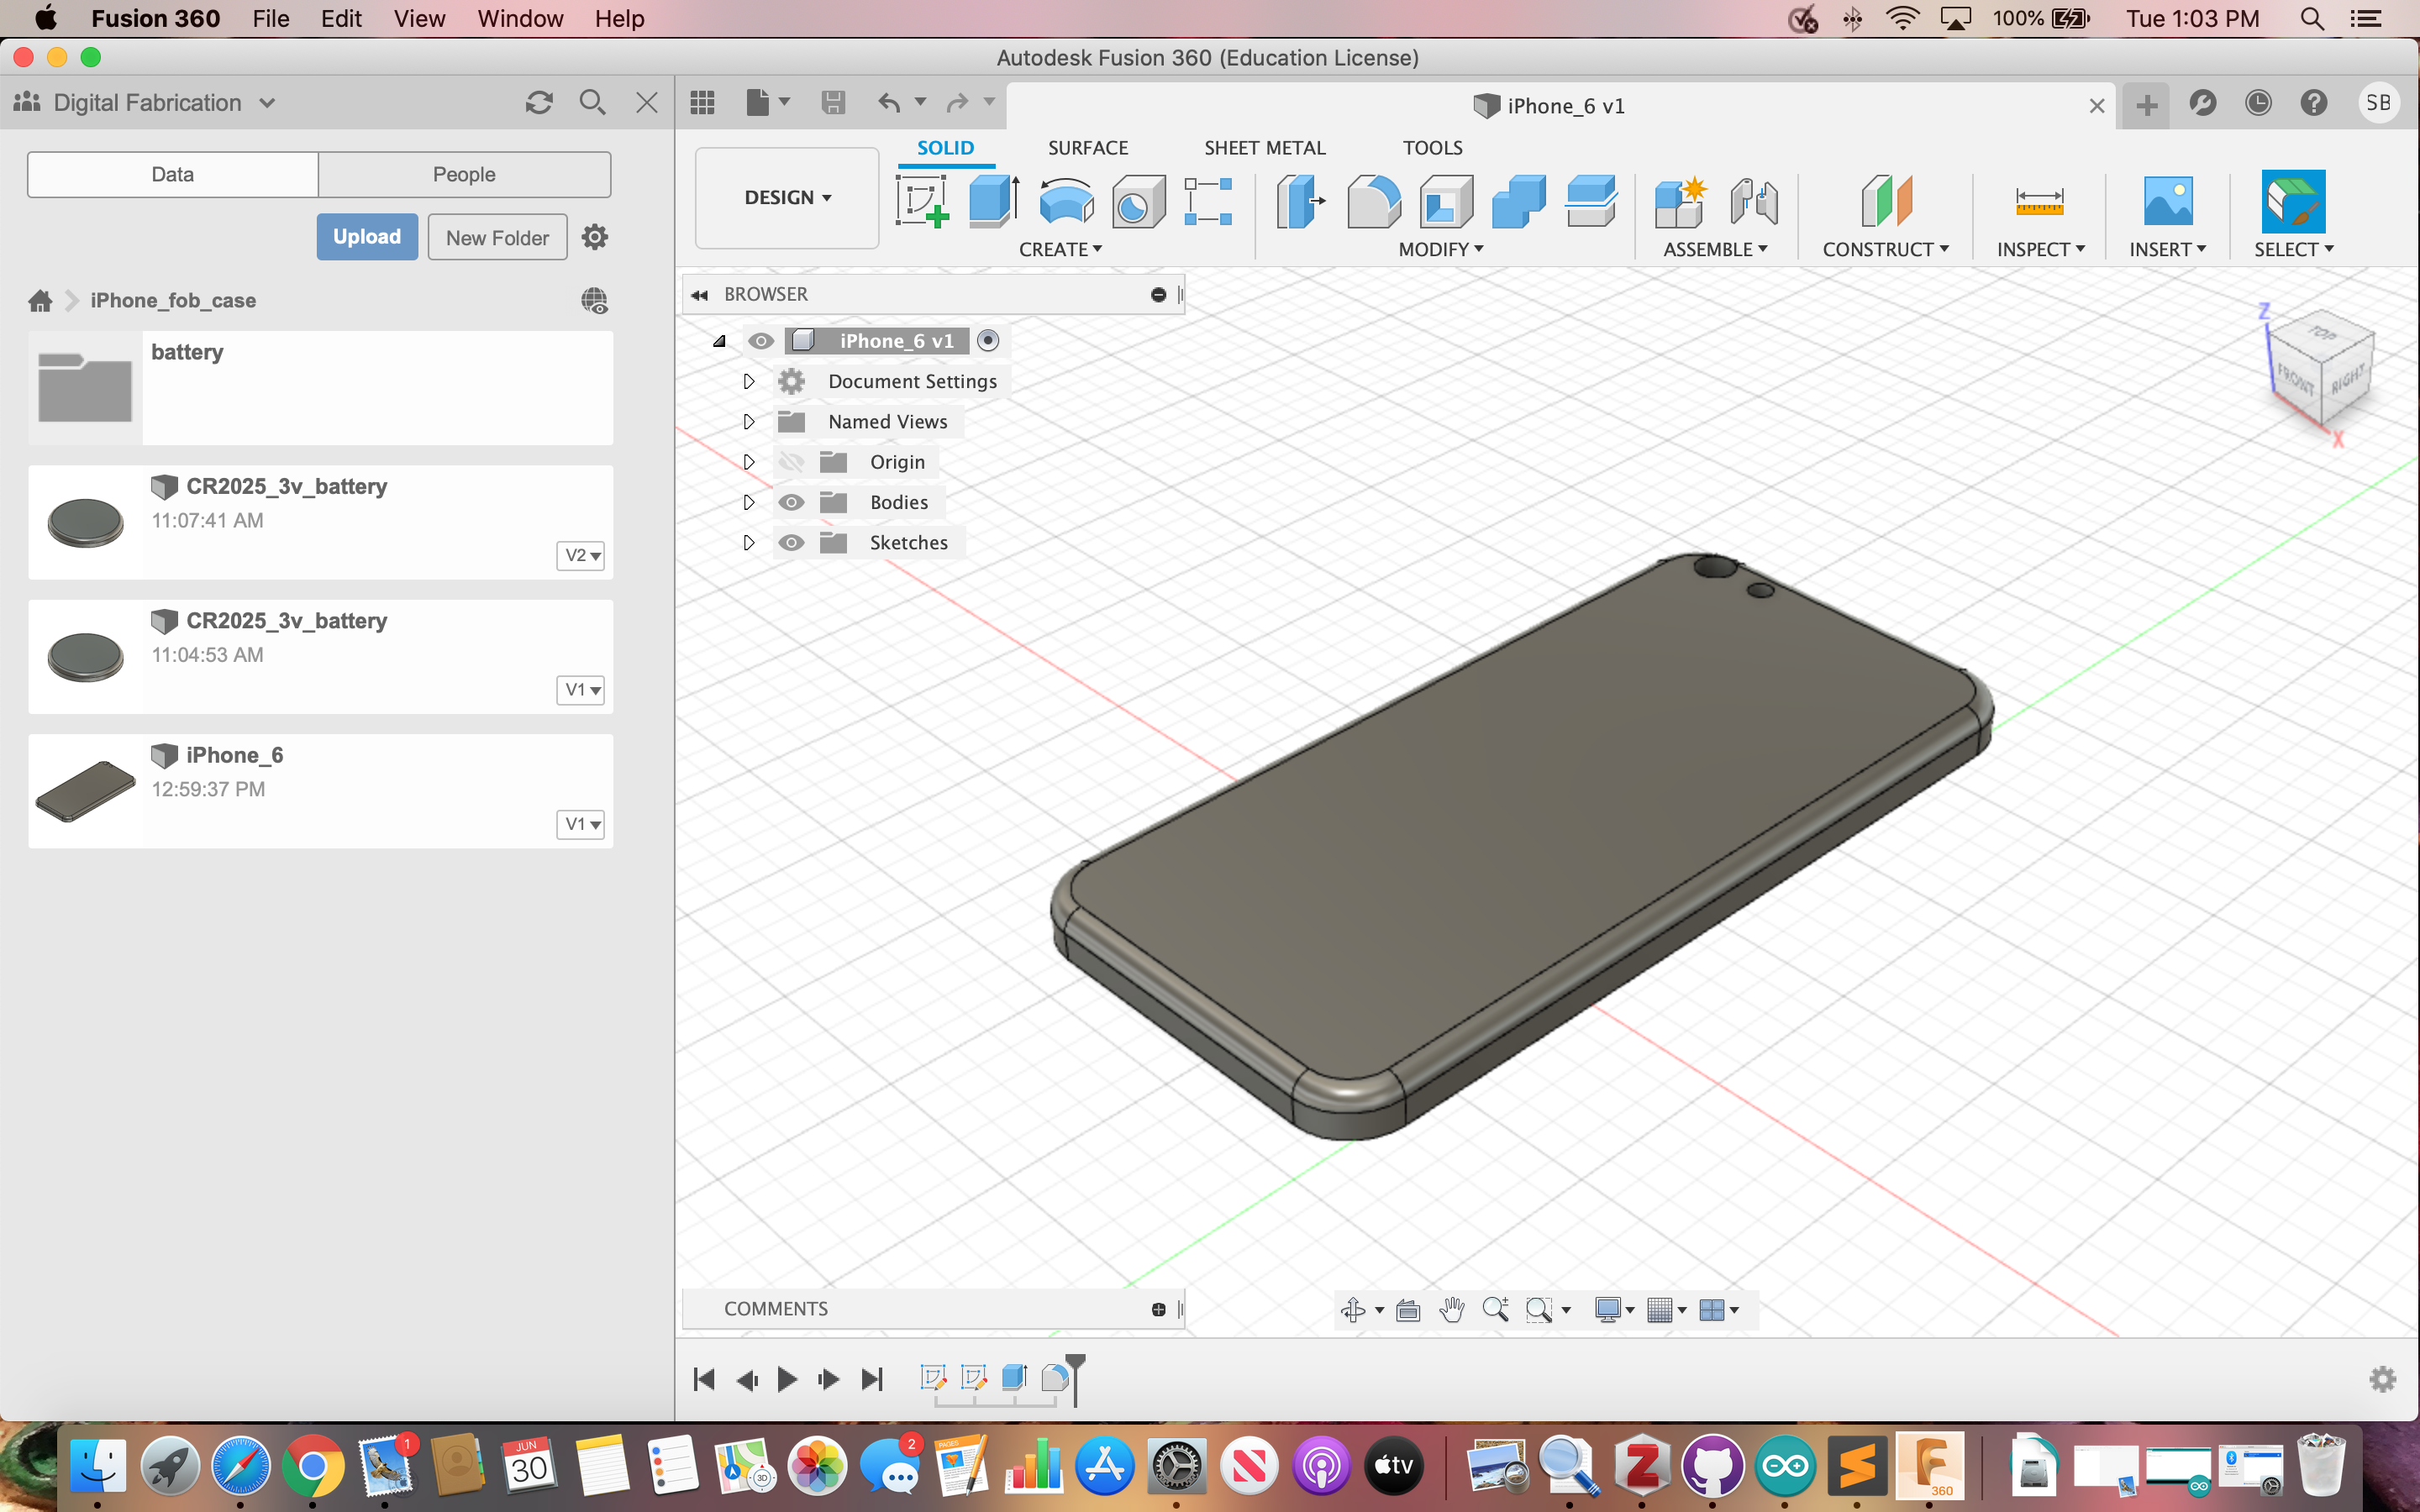 Fusion 360 File Edit View Window Help 100% Tue 1:03 PM
Autodesk Fusion 360 (Education License)
Digital Fabrication
iPhone_6 v1
SB
Data People
Upload New Folder
iPhone_fob_case
battery
CR2025_3v_battery
11:07:41 AM
V2
CR2025_3v_battery
11:04:53 AM
V1
iPhone_6
12:59:37 PM
V1
SOLID SURFACE SHEET METAL TOOLS
DESIGN
CREATE MODIFY ASSEMBLE CONSTRUCT INSPECT INSERT SELECT
BROWSER
iPhone_6 v1
Document Settings
Named Views
Origin
Bodies
Sketches
Z
TOP
FRONT RIGHT
X
COMMENTS
1
JUN
30
3D
2
PAGES
tv
360